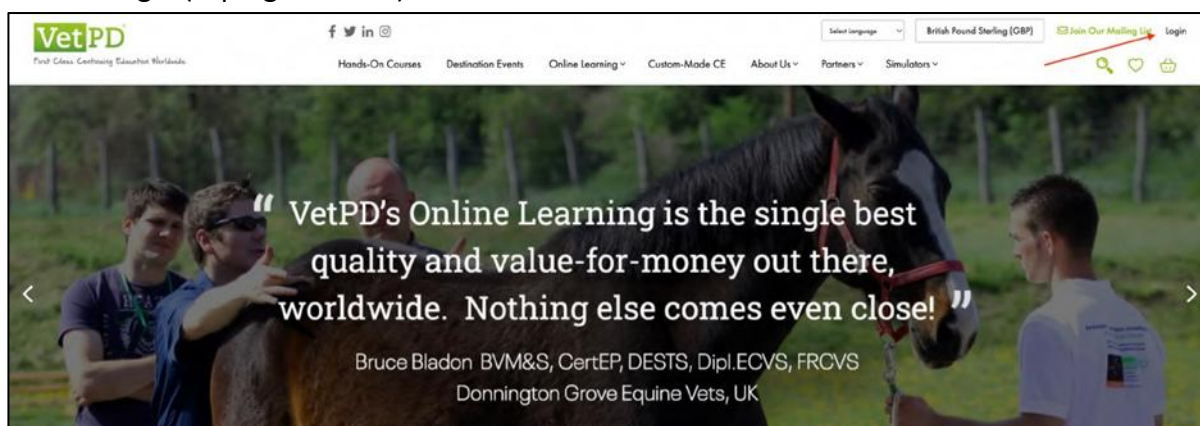 Vet PD
First Class Continuing Education Worldwide
Select Language
British Pound Sterling (GBP)
Join Our Mailing List
Login
Hands-On Courses
Destination Events
Online Learning
Custom-Made CE
About Us
Partners
Simulators
“ VetPD’s Online Learning is the single best
quality and value-for-money out there,
worldwide. Nothing else comes even close! ”
Bruce Bladon BVM&S, CertEP, DESTS, Dipl.ECVS, FRCVS
Donnington Grove Equine Vets, UK